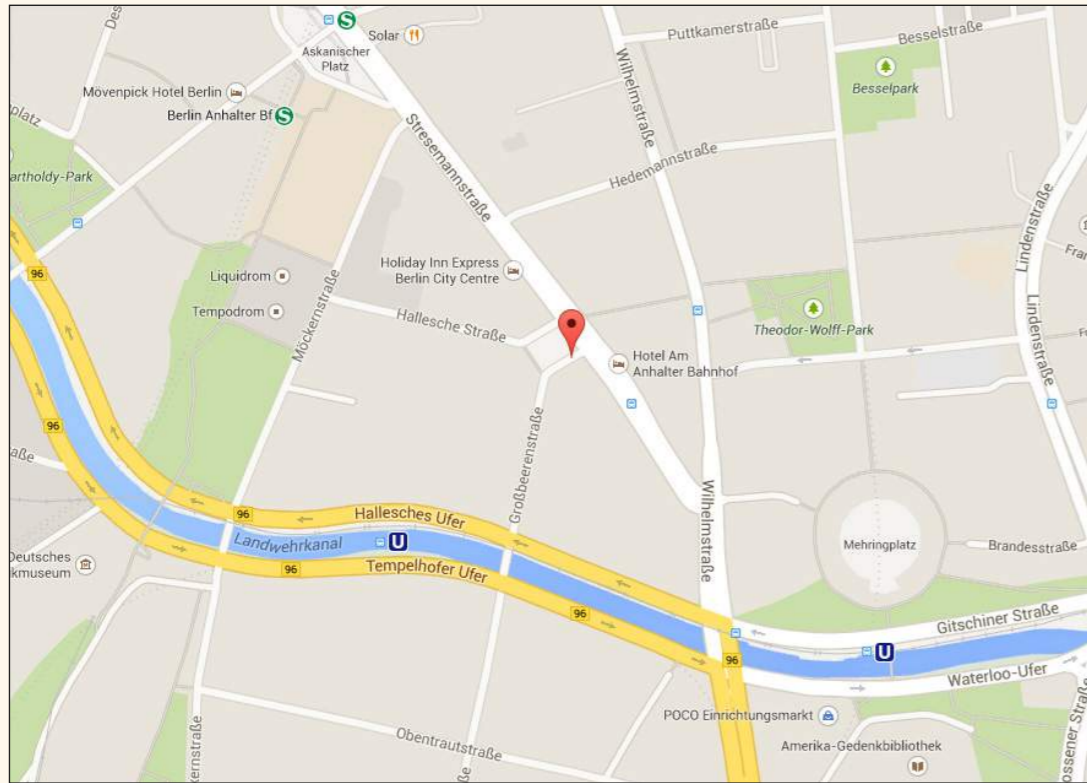 Solar
Askanischer
Platz
Puttkamerstraße
Besselstraße
Mövenpick Hotel Berlin
Berlin Anhalter Bf
Wilhelmstraße
Besselpark
Stresemannstraße
Hedemannstraße
Lindenstraße
96
Holiday Inn Express
Berlin City Centre
Liquidrom
Tempodrom
Möckernstraße
Hallesche Straße
Theodor-Wolff-Park
Lindenstraße
Hotel Am
Anhalter Bahnhof
96
Großbeerenstraße
Wilhelmstraße
96
Hallesches Ufer
Landwehrkanal
U
Mehringplatz
Brandesstraße
Deutsches
96
Tempelhofer Ufer
96
Gitschiner Straße
U
96
Waterloo-Ufer
POCO Einrichtungsmarkt
Obentrautstraße
Amerika-Gedenkbibliothek